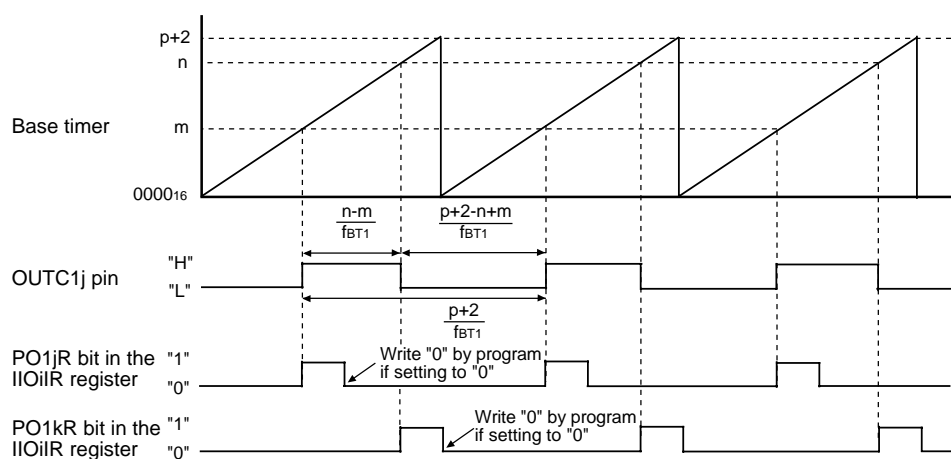 p+2
n
Base timer
m
0000₁₆
n-m
fBT1
p+2-n+m
fBT1
OUTC1j pin
"H"
"L"
p+2
fBT1
PO1jR bit in the
IIOiIR register
"1"
"0"
Write "0" by program
if setting to "0"
PO1kR bit in the
IIOiIR register
"1"
"0"
Write "0" by program
if setting to "0"